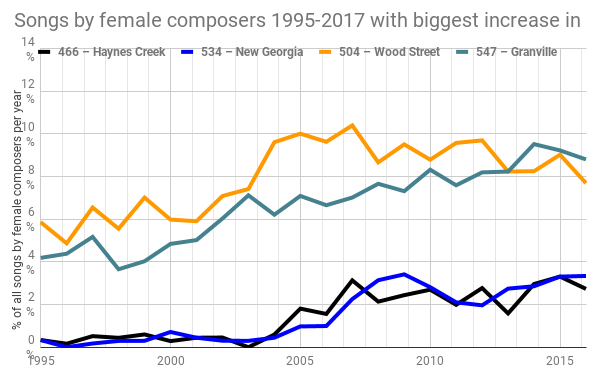 Songs by female composers 1995-2017 with biggest increase in
466 – Haynes Creek 534 – New Georgia 504 – Wood Street 547 – Granville
% of all songs by female composers per year
14 %
12 %
10 %
8 %
6 %
4 %
2 %
0 %
1995 2000 2005 2010 2015